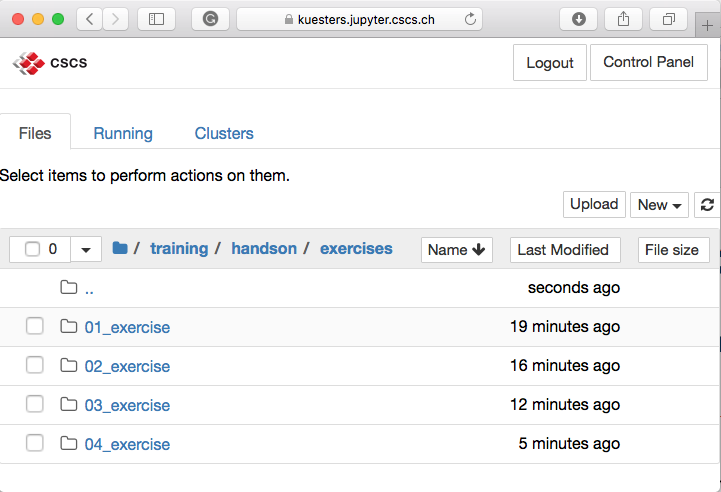 kuesters.jupyter.cscs.ch
cscs
Logout
Control Panel
Files
Running
Clusters
Select items to perform actions on them.
Upload
New
0
/ training / handson / exercises
Name
Last Modified
File size
..
seconds ago
01_exercise
19 minutes ago
02_exercise
16 minutes ago
03_exercise
12 minutes ago
04_exercise
5 minutes ago